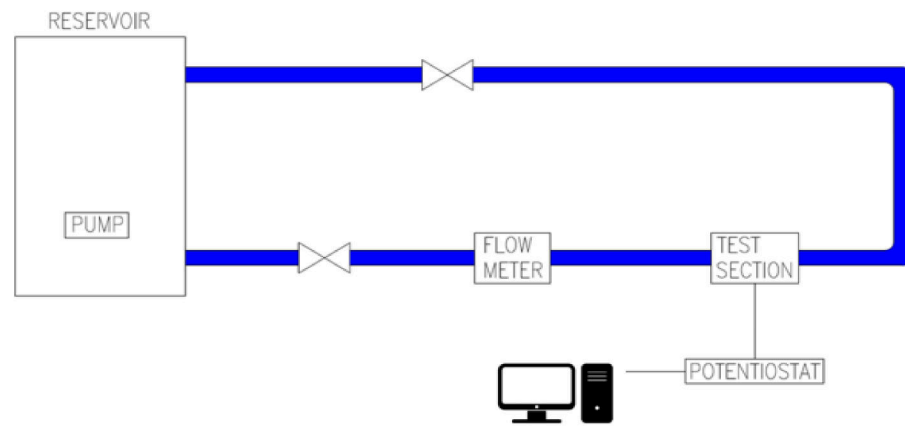 RESERVOIR
PUMP
FLOW
METER
TEST
SECTION
POTENTIOSTAT